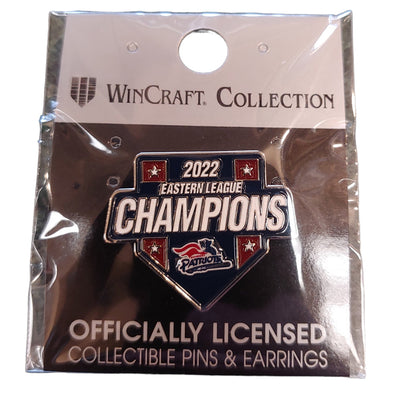 WINCRAFT® COLLECTION
2022
EASTERN LEAGUE
CHAMPIONS
PATRIOTS
OFFICIALLY LICENSED
COLLECTIBLE PINS & EARRINGS